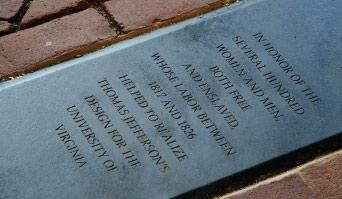 IN HONOR OF THE
SEVERAL HUNDRED
WOMEN AND MEN,
BOTH FREE
AND ENSLAVED,
WHOSE LABOR BETWEEN
1817 AND 1826
HELPED TO REALIZE
THOMAS JEFFERSON'S
DESIGN FOR THE
UNIVERSITY OF
VIRGINIA